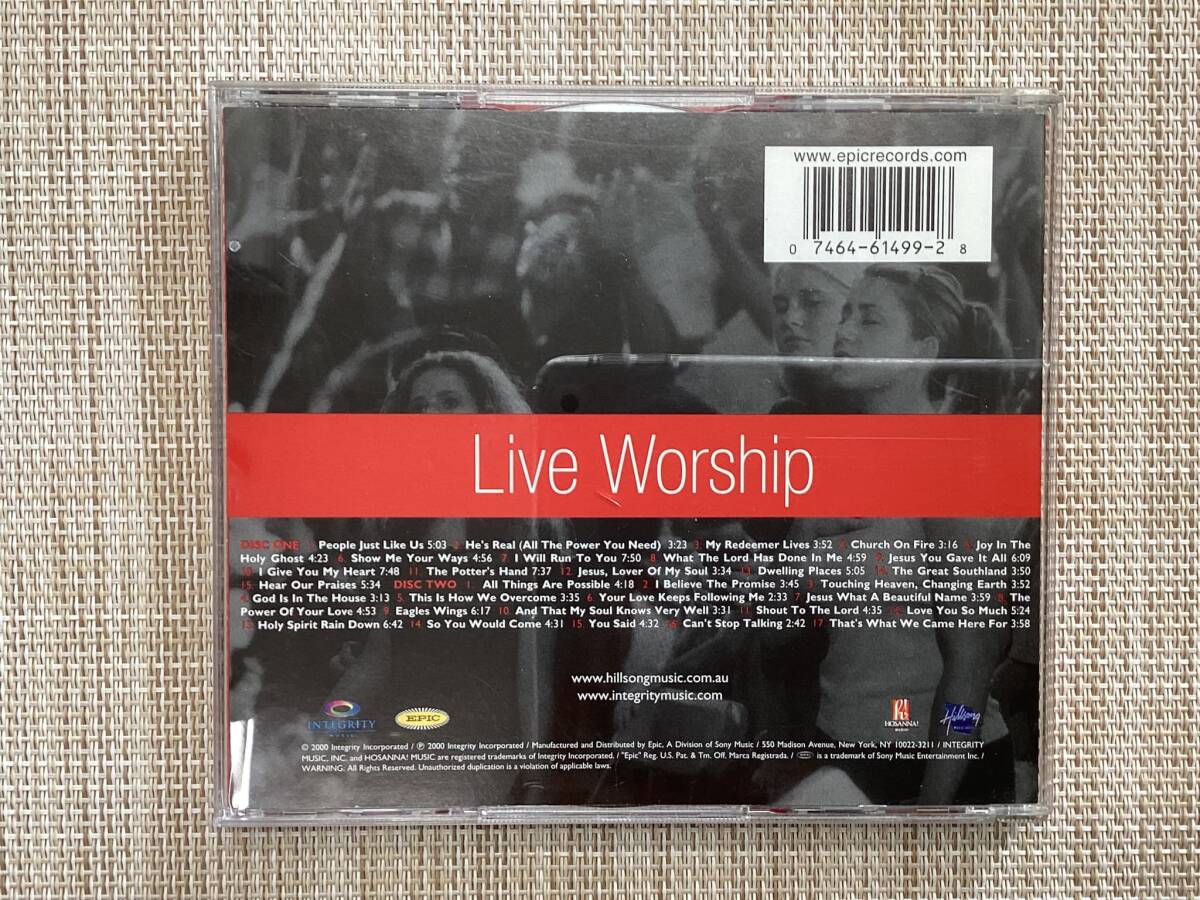 www.epicrecords.com
0 7464-61499-2 8
Live Worship
DISC ONE 1. People Just Like Us 5:03 2. He's Real (All The Power You Need) 3:23 3. My Redeemer Lives 3:52 4. Church On Fire 3:16 5. Joy In The
Holy Ghost 4:23 6. Show Me Your Ways 4:56 7. I Will Run To You 7:50 8. What The Lord Has Done In Me 4:59 9. Jesus You Gave It All 6:09
10. I Give You My Heart 7:48 11. The Potter's Hand 7:37 12. Jesus, Lover Of My Soul 3:34 13. Dwelling Places 5:05 14. The Great Southland 3:50
15. Hear Our Praises 5:34 DISC TWO 1. All Things Are Possible 4:18 2. I Believe The Promise 3:45 3. Touching Heaven, Changing Earth 3:52
4. God Is In The House 3:13 5. This Is How We Overcome 3:35 6. Your Love Keeps Following Me 2:33 7. Jesus What A Beautiful Name 3:59 8. The
Power Of Your Love 4:53 9. Eagles Wings 6:17 10. And That My Soul Knows Very Well 3:31 11. Shout To The Lord 4:35 12. Love You So Much 5:24
13. Holy Spirit Rain Down 6:42 14. So You Would Come 4:31 15. You Said 4:32 16. Can't Stop Talking 2:42 17. That's What We Came Here For 3:58
www.hillsongmusic.com.au
www.integritymusic.com
INTEGRITY
MUSIC
EPIC
HOSANNA!
MUSIC
Hillsong
© 2000 Integrity Incorporated / ℗ 2000 Integrity Incorporated / Manufactured and Distributed by Epic, A Division of Sony Music / 550 Madison Avenue, New York, NY 10022-3211 / INTEGRITY
MUSIC, INC. and HOSANNA! MUSIC are registered trademarks of Integrity Incorporated. / "Epic" Reg. U.S. Pat. & Tm. Off. Marca Registrada. / is a trademark of Sony Music Entertainment Inc. /
WARNING: All Rights Reserved. Unauthorized duplication is a violation of applicable laws.